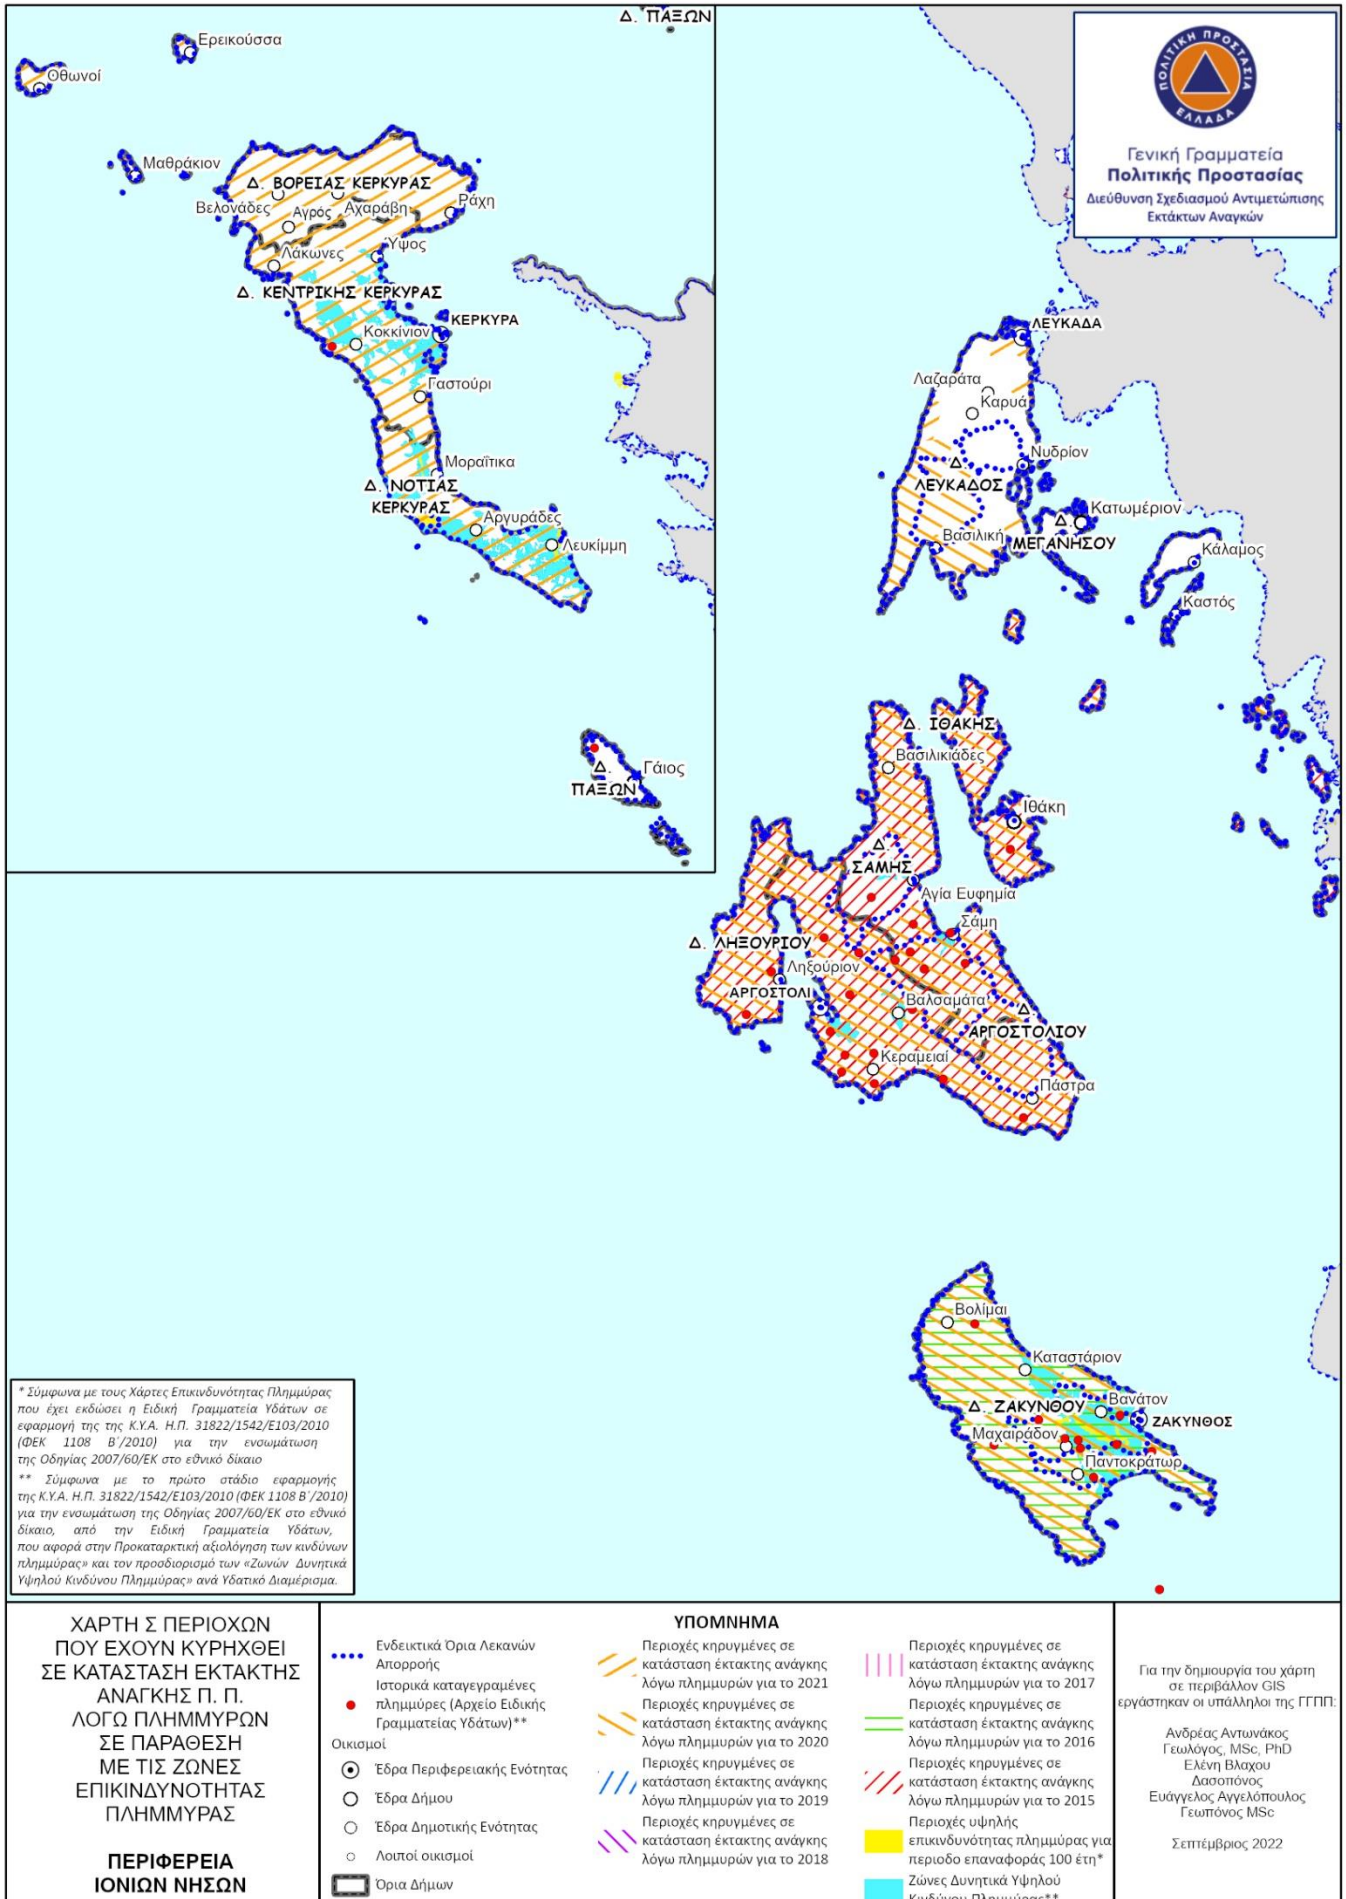 Δ. ΠΑΞΩΝ
Ερεικούσσα
Οθωνοί
Μαθράκιον
Δ. ΒΟΡΕΙΑΣ ΚΕΡΚΥΡΑΣ
Βελονάδες
Αγρός
Αχαράβη
Ράχη
Λάκωνες
Ύψος
Δ. ΚΕΝΤΡΙΚΗΣ ΚΕΡΚΥΡΑΣ
ΚΕΡΚΥΡΑ
Κοκκίνιον
Γαστούρι
Μοραΐτικα
Δ. ΝΟΤΙΑΣ
ΚΕΡΚΥΡΑΣ
Αργυράδες
Λευκίμμη
Γάιος
Δ.
ΠΑΞΩΝ
ΠΟΛΙΤΙΚΗ ΠΡΟΣΤΑΣΙΑ
ΕΛΛΑΔΑ
Γενική Γραμματεία
Πολιτικής Προστασίας
Διεύθυνση Σχεδιασμού Αντιμετώπισης
Εκτάκτων Αναγκών
ΛΕΥΚΑΔΑ
Λαζαράτα
Καρυά
Νυδρίον
Δ.
ΛΕΥΚΑΔΟΣ
Κατωμέριον
Δ.
ΜΕΓΑΝΗΣΟΥ
Βασιλική
Κάλαμος
Καστός
Δ. ΙΘΑΚΗΣ
Βασιλικιάδες
Ιθάκη
Δ.
ΣΑΜΗΣ
Αγία Ευφημία
Σάμη
Δ. ΛΗΞΟΥΡΙΟΥ
Ληξούριον
ΑΡΓΟΣΤΟΛΙ
Βαλσαμάτα
Δ.
ΑΡΓΟΣΤΟΛΙΟΥ
Κεραμειαί
Πάστρα
Βολίμαι
Καταστάριον
Βανάτον
Δ. ΖΑΚΥΝΘΟΥ
ΖΑΚΥΝΘΟΣ
Μαχαιράδον
Παντοκράτωρ
* Σύμφωνα με τους Χάρτες Επικινδυνότητας Πλημμύρας
που έχει εκδώσει η Ειδική Γραμματεία Υδάτων σε
εφαρμογή της της Κ.Υ.Α. Η.Π. 31822/1542/Ε103/2010
(ΦΕΚ 1108 Β΄/2010) για την ενσωμάτωση
της Οδηγίας 2007/60/ΕΚ στο εθνικό δίκαιο
** Σύμφωνα με το πρώτο στάδιο εφαρμογής
της Κ.Υ.Α. Η.Π. 31822/1542/Ε103/2010 (ΦΕΚ 1108 Β΄/2010)
για την ενσωμάτωση της Οδηγίας 2007/60/ΕΚ στο εθνικό
δίκαιο, από την Ειδική Γραμματεία Υδάτων,
που αφορά στην Προκαταρκτική αξιολόγηση των κινδύνων
πλημμύρας» και τον προσδιορισμό των «Ζωνών Δυνητικά
Υψηλού Κινδύνου Πλημμύρας» ανά Υδατικό Διαμέρισμα.
ΧΑΡΤΗ Σ ΠΕΡΙΟΧΩΝ
ΠΟΥ ΕΧΟΥΝ ΚΥΡΗΧΘΕΙ
ΣΕ ΚΑΤΑΣΤΑΣΗ ΕΚΤΑΚΤΗΣ
ΑΝΑΓΚΗΣ Π. Π.
ΛΟΓΩ ΠΛΗΜΜΥΡΩΝ
ΣΕ ΠΑΡΑΘΕΣΗ
ΜΕ ΤΙΣ ΖΩΝΕΣ
ΕΠΙΚΙΝΔΥΝΟΤΗΤΑΣ
ΠΛΗΜΜΥΡΑΣ
ΠΕΡΙΦΕΡΕΙΑ
ΙΟΝΙΩΝ ΝΗΣΩΝ
ΥΠΟΜΝΗΜΑ
Ενδεικτικά Όρια Λεκανών
Απορροής
Ιστορικά καταγεγραμένες
πλημμύρες (Αρχείο Ειδικής
Γραμματείας Υδάτων)**
Οικισμοί
Έδρα Περιφερειακής Ενότητας
Έδρα Δήμου
Έδρα Δημοτικής Ενότητας
Λοιποί οικισμοί
Όρια Δήμων
Περιοχές κηρυγμένες σε
κατάσταση έκτακτης ανάγκης
λόγω πλημμυρών για το 2021
Περιοχές κηρυγμένες σε
κατάσταση έκτακτης ανάγκης
λόγω πλημμυρών για το 2020
Περιοχές κηρυγμένες σε
κατάσταση έκτακτης ανάγκης
λόγω πλημμυρών για το 2019
Περιοχές κηρυγμένες σε
κατάσταση έκτακτης ανάγκης
λόγω πλημμυρών για το 2018
Περιοχές κηρυγμένες σε
κατάσταση έκτακτης ανάγκης
λόγω πλημμυρών για το 2017
Περιοχές κηρυγμένες σε
κατάσταση έκτακτης ανάγκης
λόγω πλημμυρών για το 2016
Περιοχές κηρυγμένες σε
κατάσταση έκτακτης ανάγκης
λόγω πλημμυρών για το 2015
Περιοχές υψηλής
επικινδυνότητας πλημμύρας για
περιοδο επαναφοράς 100 έτη*
Ζώνες Δυνητικά Υψηλού
Κινδύνου Πλημμύρας**
Για την δημιουργία του χάρτη
σε περιβάλλον GIS
εργάστηκαν οι υπάλληλοι της ΓΓΠΠ:
Ανδρέας Αντωνάκος
Γεωλόγος, MSc, PhD
Ελένη Βλαχου
Δασοπόνος
Ευάγγελος Αγγελόπουλος
Γεωπόνος MSc
Σεπτέμβριος 2022